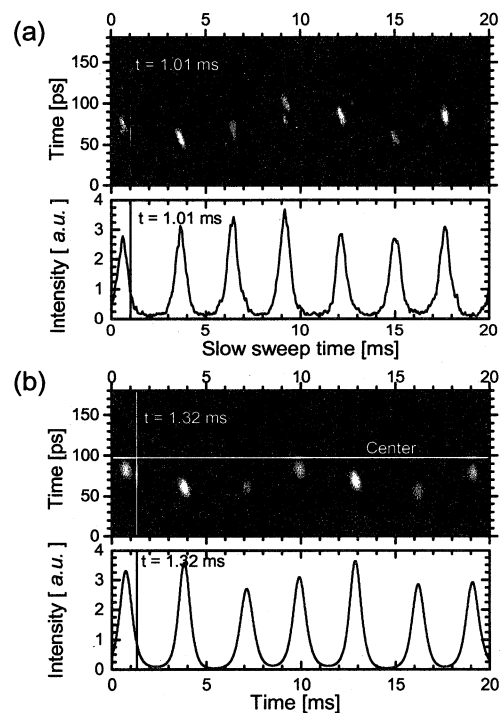 (a)
0 5 10 15 20
Time [ps]
150
100
50
0
t = 1.01 ms
Intensity [ a.u. ]
4
3
2
1
0
t = 1.01 ms
0 5 10 15 20
Slow sweep time [ms]
(b)
0 5 10 15 20
Time [ps]
150
100
50
0
t = 1.32 ms
Center
Intensity [ a.u. ]
4
3
2
1
0
t = 1.32 ms
0 5 10 15 20
Time [ms]